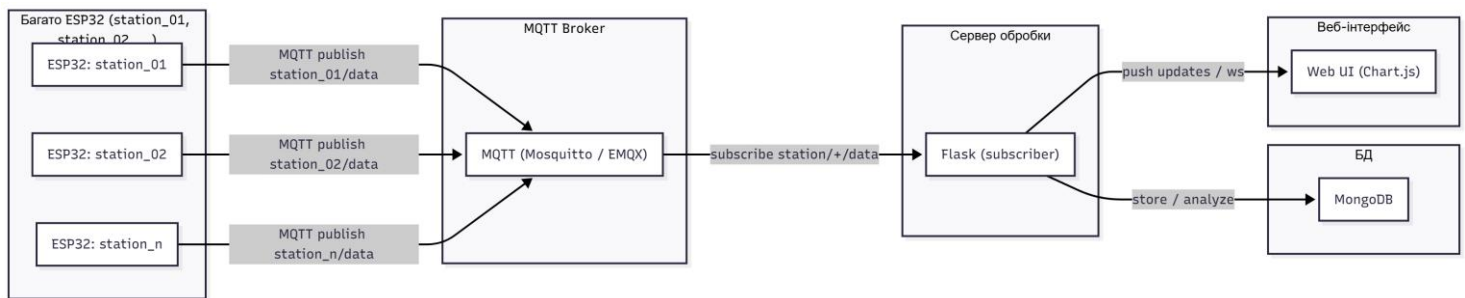 Багато ESP32 (station_01,
station_02 ...)
ESP32: station_01
ESP32: station_02
ESP32: station_n
MQTT publish
station_01/data
MQTT publish
station_02/data
MQTT publish
station_n/data
MQTT Broker
MQTT (Mosquitto / EMQX)
subscribe station/+/data
Сервер обробки
Flask (subscriber)
push updates / ws
store / analyze
Веб-інтерфейс
Web UI (Chart.js)
БД
MongoDB